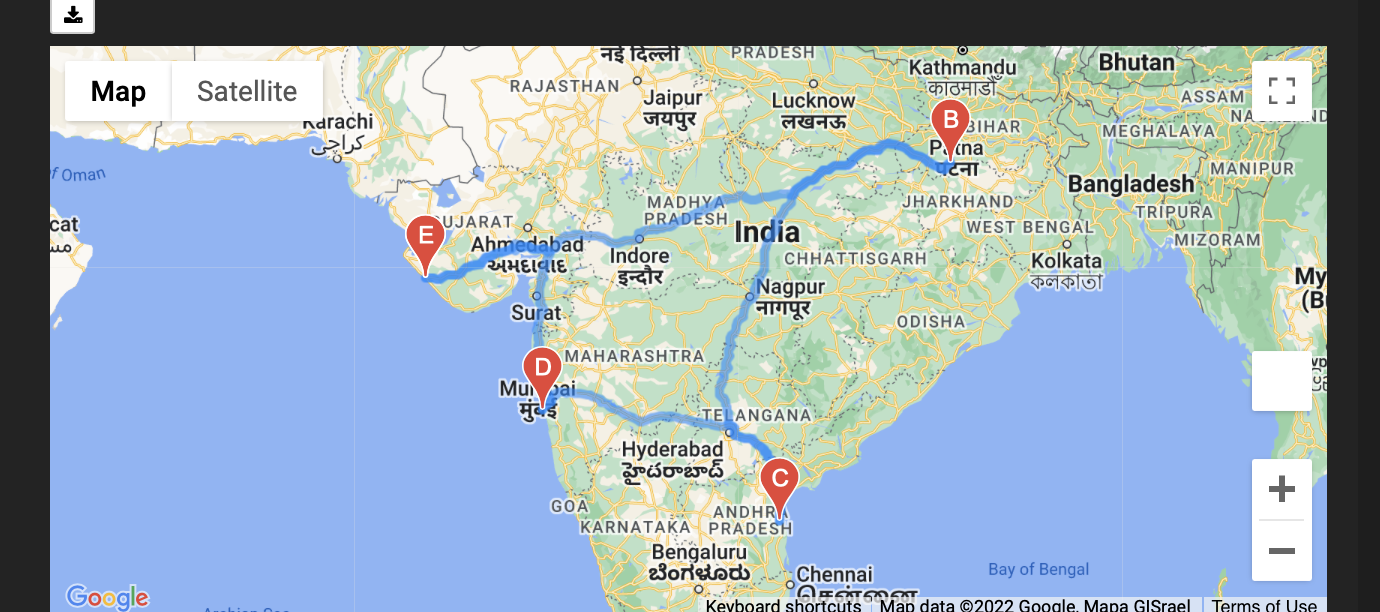 नई दिल्ली
PRADESH
Kathmandu
काठमाडौं
Bhutan
Map
Satellite
RAJASTHAN
Jaipur
जयपुर
Lucknow
लखनऊ
ASSAM
Karachi
کراچی
B
BIHAR
MEGHALAYA
Patna
पटना
MANIPUR
f Oman
Bangladesh
JHARKHAND
MADHYA
PRADESH
TRIPURA
WEST BENGAL
cat
E
GUJARAT
India
MIZORAM
Ahmedabad
અમદાવાદ
Indore
इन्दौर
CHHATTISGARH
Kolkata
কলকাতা
My
(Bu
Nagpur
नागपूर
Surat
ODISHA
MAHARASHTRA
D
Mumbai
मुंबई
TELANGANA
Hyderabad
హైదరాబాద్
C
GOA
ANDHRA
PRADESH
KARNATAKA
Bengaluru
ಬೆಂಗಳೂರು
Chennai
சென்னை
Bay of Bengal
Google
Keyboard shortcuts
Map data ©2022 Google, Mapa GISrael
Terms of Use